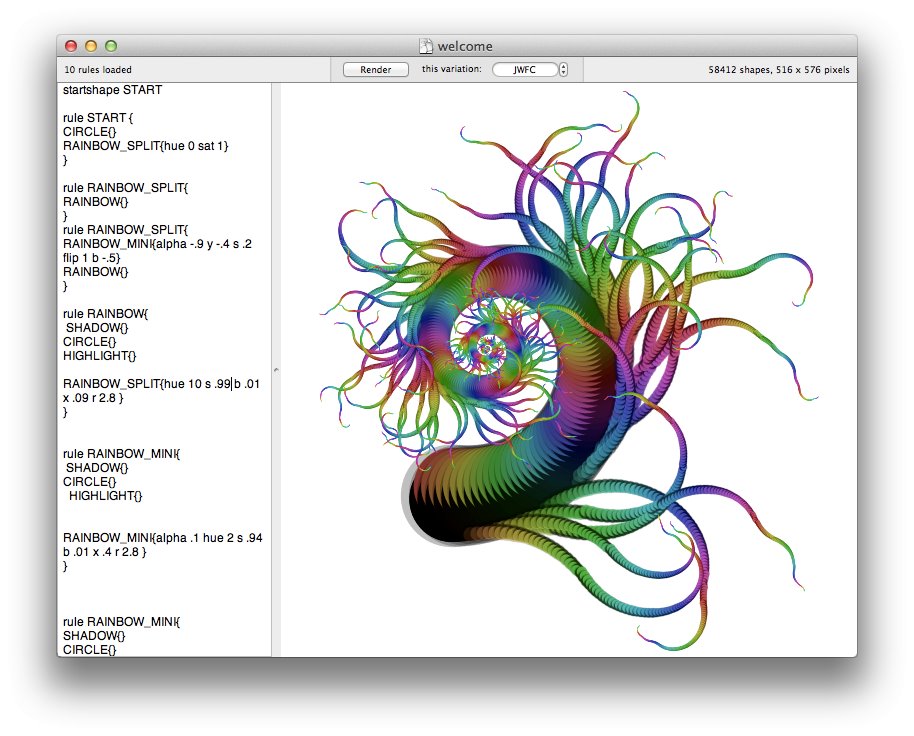 welcome
10 rules loaded
Render
this variation:
JWFC
58412 shapes, 516 x 576 pixels
startshape START
rule START {
CIRCLE{}
RAINBOW_SPLIT{hue 0 sat 1}
}
rule RAINBOW_SPLIT{
RAINBOW{}
}
rule RAINBOW_SPLIT{
RAINBOW_MINI{alpha -.9 y -.4 s .2
flip 1 b -.5}
RAINBOW{}
}
rule RAINBOW{
SHADOW{}
CIRCLE{}
HIGHLIGHT{}
RAINBOW_SPLIT{hue 10 s .99 b .01
x .09 r 2.8 }
}
rule RAINBOW_MINI{
SHADOW{}
CIRCLE{}
HIGHLIGHT{}
RAINBOW_MINI{alpha .1 hue 2 s .94
b .01 x .4 r 2.8 }
}
rule RAINBOW_MINI{
SHADOW{}
CIRCLE{}